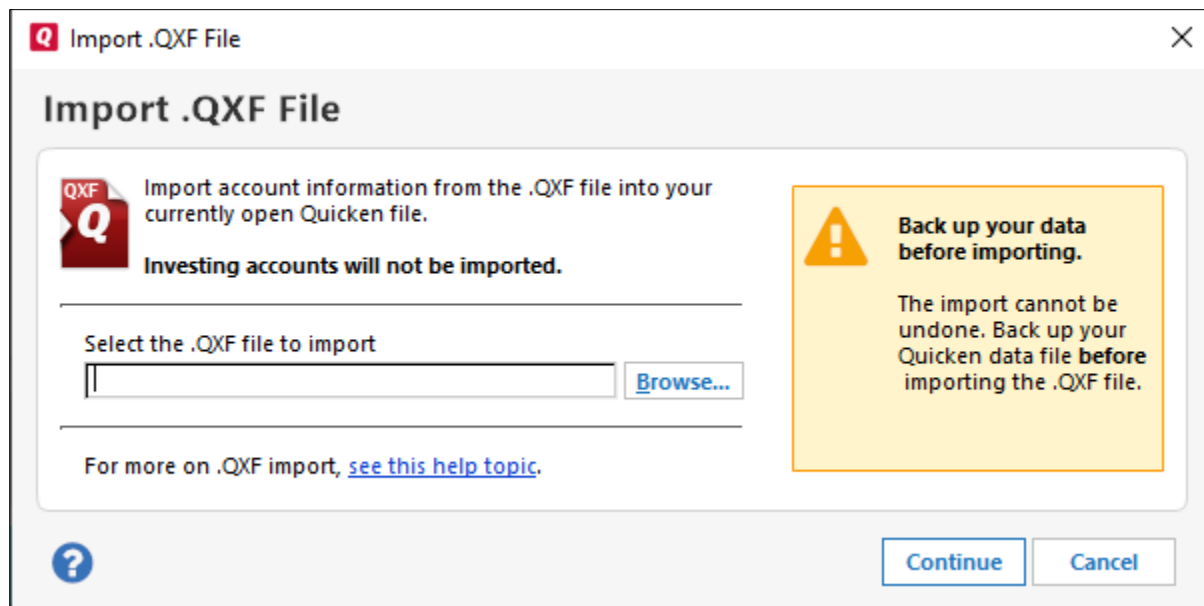 Q Import .QXF File
Import .QXF File
QXF
Q
Import account information from the .QXF file into your
currently open Quicken file.
Investing accounts will not be imported.
Select the .QXF file to import
Browse...
For more on .QXF import, see this help topic.
Back up your data
before importing.
The import cannot be
undone. Back up your
Quicken data file before
importing the .QXF file.
?
Continue
Cancel